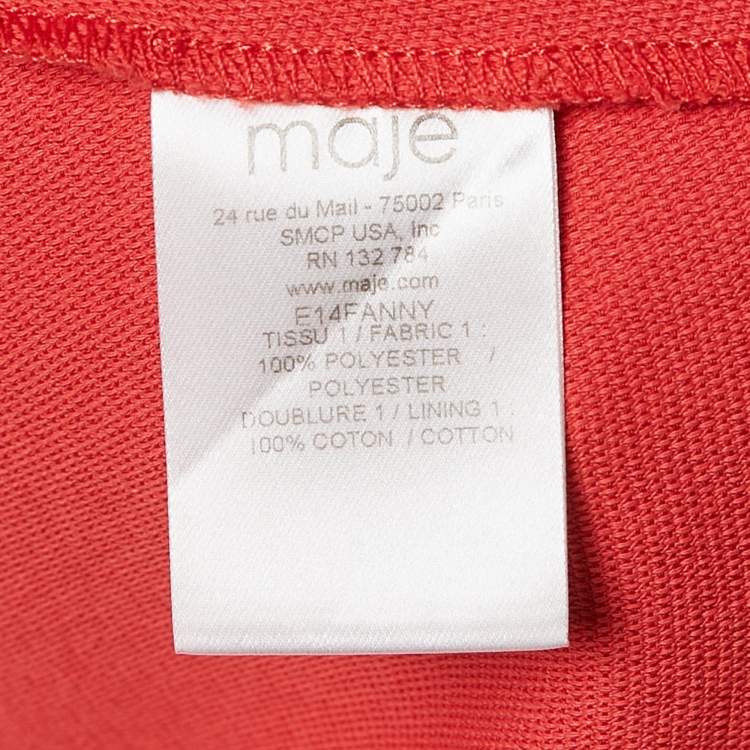 maje
24 rue du Mail - 75002 Paris
SMCP USA, Inc
RN 132 784
www.maje.com
E14FANNY
TISSU 1 / FABRIC 1 :
100% POLYESTER /
POLYESTER
DOUBLURE 1 / LINING 1 :
100% COTON / COTTON